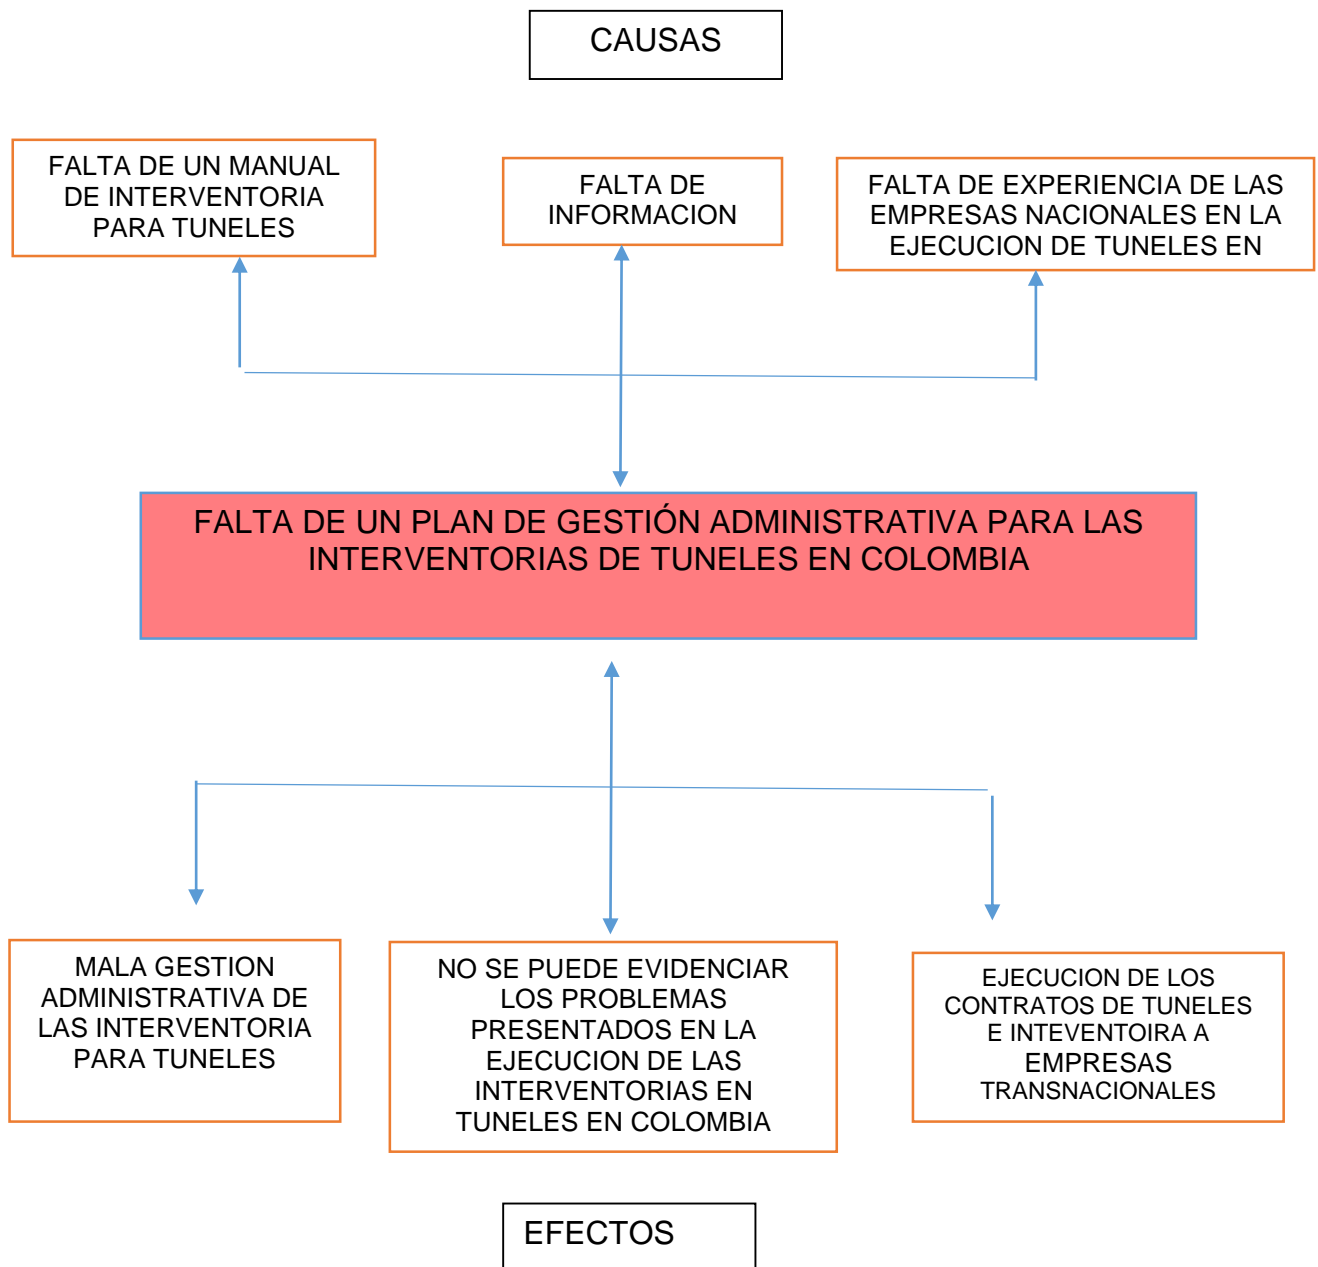 CAUSAS
FALTA DE UN MANUAL
DE INTERVENTORIA
PARA TUNELES
FALTA DE
INFORMACION
FALTA DE EXPERIENCIA DE LAS
EMPRESAS NACIONALES EN LA
EJECUCION DE TUNELES EN
FALTA DE UN PLAN DE GESTIÓN ADMINISTRATIVA PARA LAS
INTERVENTORIAS DE TUNELES EN COLOMBIA
MALA GESTION
ADMINISTRATIVA DE
LAS INTERVENTORIA
PARA TUNELES
NO SE PUEDE EVIDENCIAR
LOS PROBLEMAS
PRESENTADOS EN LA
EJECUCION DE LAS
INTERVENTORIAS EN
TUNELES EN COLOMBIA
EJECUCION DE LOS
CONTRATOS DE TUNELES
E INTEVENTOIRA A
EMPRESAS
TRANSNACIONALES
EFECTOS